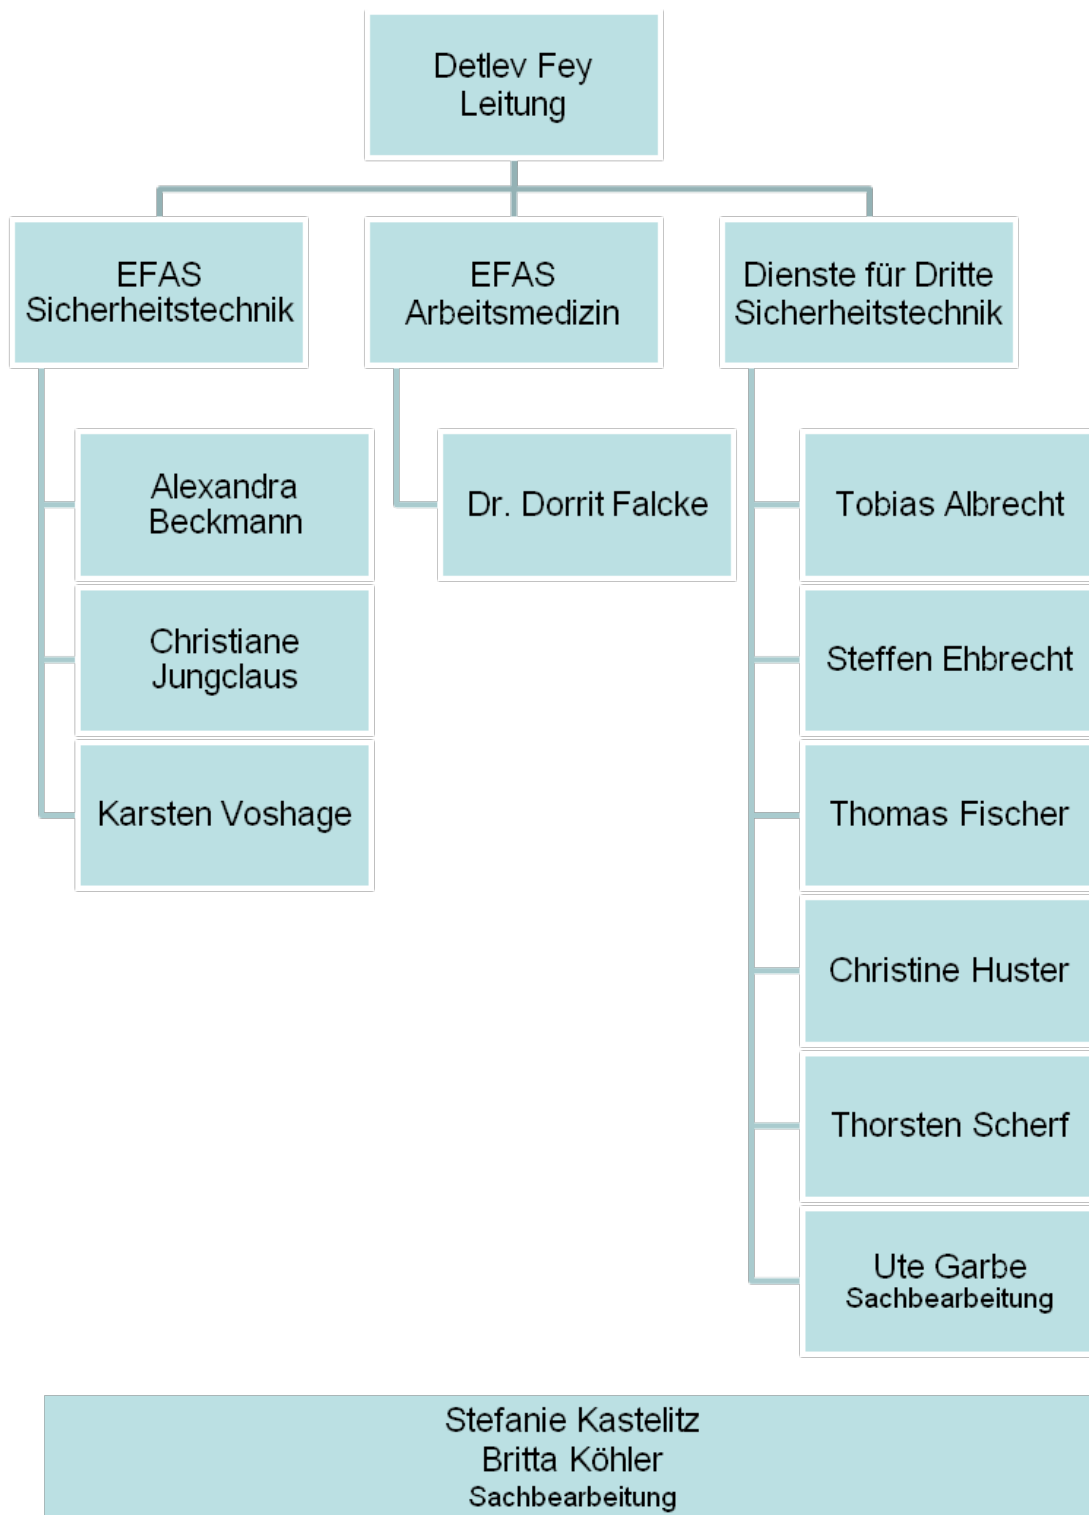 Detlev Fey
Leitung
EFAS
Sicherheitstechnik
EFAS
Arbeitsmedizin
Dienste für Dritte
Sicherheitstechnik
Alexandra
Beckmann
Christiane
Jungclaus
Karsten Voshage
Dr. Dorrit Falcke
Tobias Albrecht
Steffen Ehbrecht
Thomas Fischer
Christine Huster
Thorsten Scherf
Ute Garbe
Sachbearbeitung
Stefanie Kastelitz
Britta Köhler
Sachbearbeitung